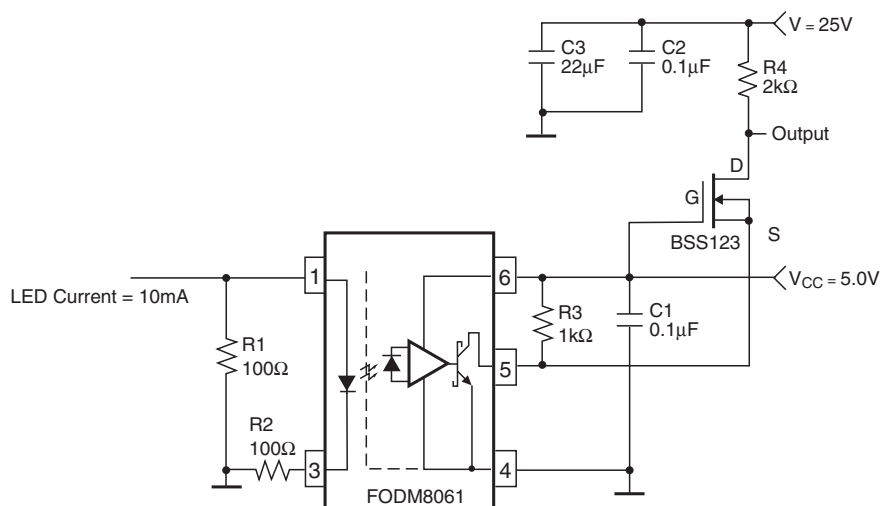 V = 25V
C3
22μF
C2
0.1μF
R4
2kΩ
Output
D
G
S
BSS123
1
6
LED Current = 10mA
VCC = 5.0V
R3
1kΩ
C1
0.1μF
R1
100Ω
5
R2
100Ω
3
4
FODM8061